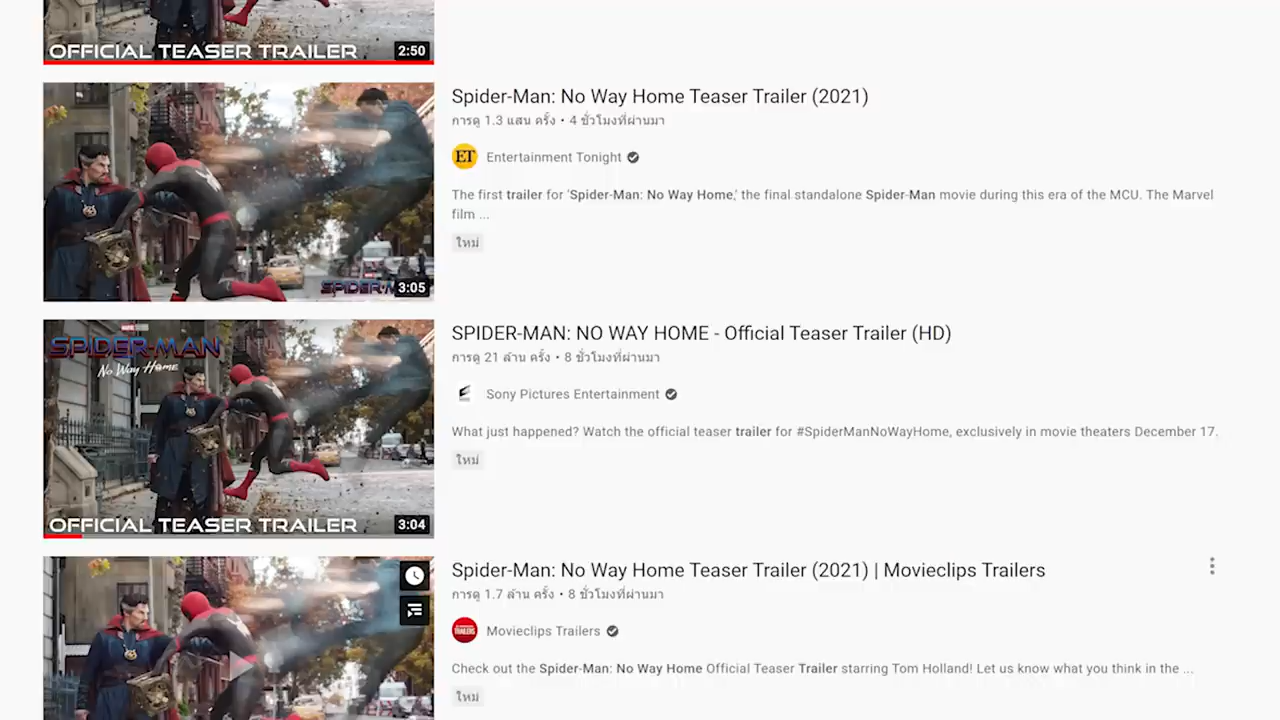 OFFICIAL TEASER TRAILER
2:50
Spider-Man: No Way Home Teaser Trailer (2021)
การดู 1.3 แสน ครั้ง • 4 ชั่วโมงที่ผ่านมา
ET Entertainment Tonight
The first trailer for 'Spider-Man: No Way Home,' the final standalone Spider-Man movie during this era of the MCU. The Marvel
film ...
ใหม่
SPIDER-M
3:05
SPIDER-MAN
No Way Home
OFFICIAL TEASER TRAILER
3:04
SPIDER-MAN: NO WAY HOME - Official Teaser Trailer (HD)
การดู 21 ล้าน ครั้ง • 8 ชั่วโมงที่ผ่านมา
Sony Pictures Entertainment
What just happened? Watch the official teaser trailer for #SpiderManNoWayHome, exclusively in movie theaters December 17.
ใหม่
Spider-Man: No Way Home Teaser Trailer (2021) | Movieclips Trailers
การดู 1.7 ล้าน ครั้ง • 8 ชั่วโมงที่ผ่านมา
TRAILERS Movieclips Trailers
Check out the Spider-Man: No Way Home Official Teaser Trailer starring Tom Holland! Let us know what you think in the ...
ใหม่